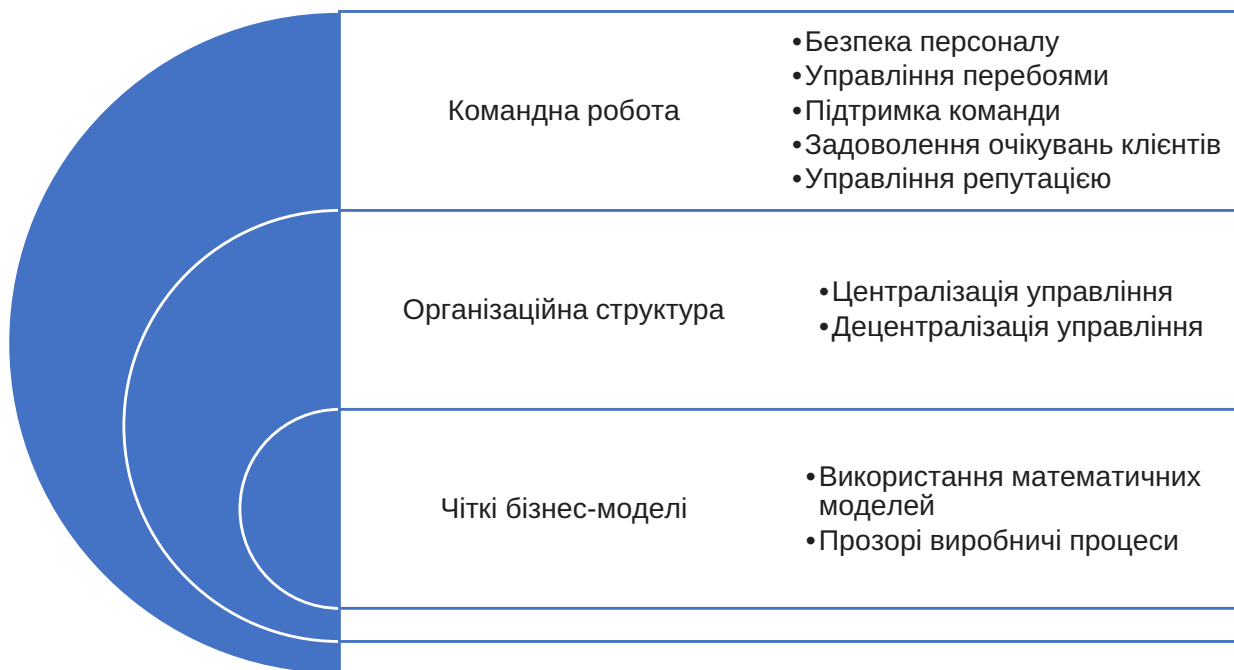 Командна робота
•Безпека персоналу
•Управління перебоями
•Підтримка команди
•Задоволення очікувань клієнтів
•Управління репутацією
Організаційна структура
•Централізація управління
•Децентралізація управління
Чіткі бізнес-моделі
•Використання математичних
моделей
•Прозорі виробничі процеси